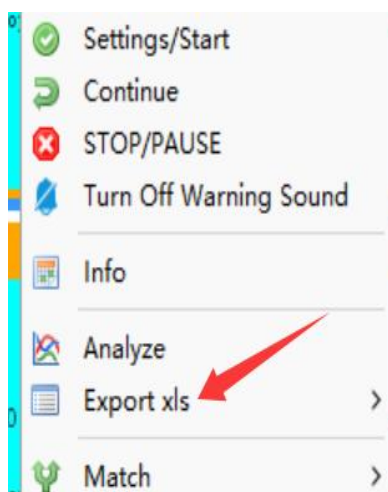 Settings/Start
Continue
STOP/PAUSE
Turn Off Warning Sound
Info
Analyze
Export xls
Match